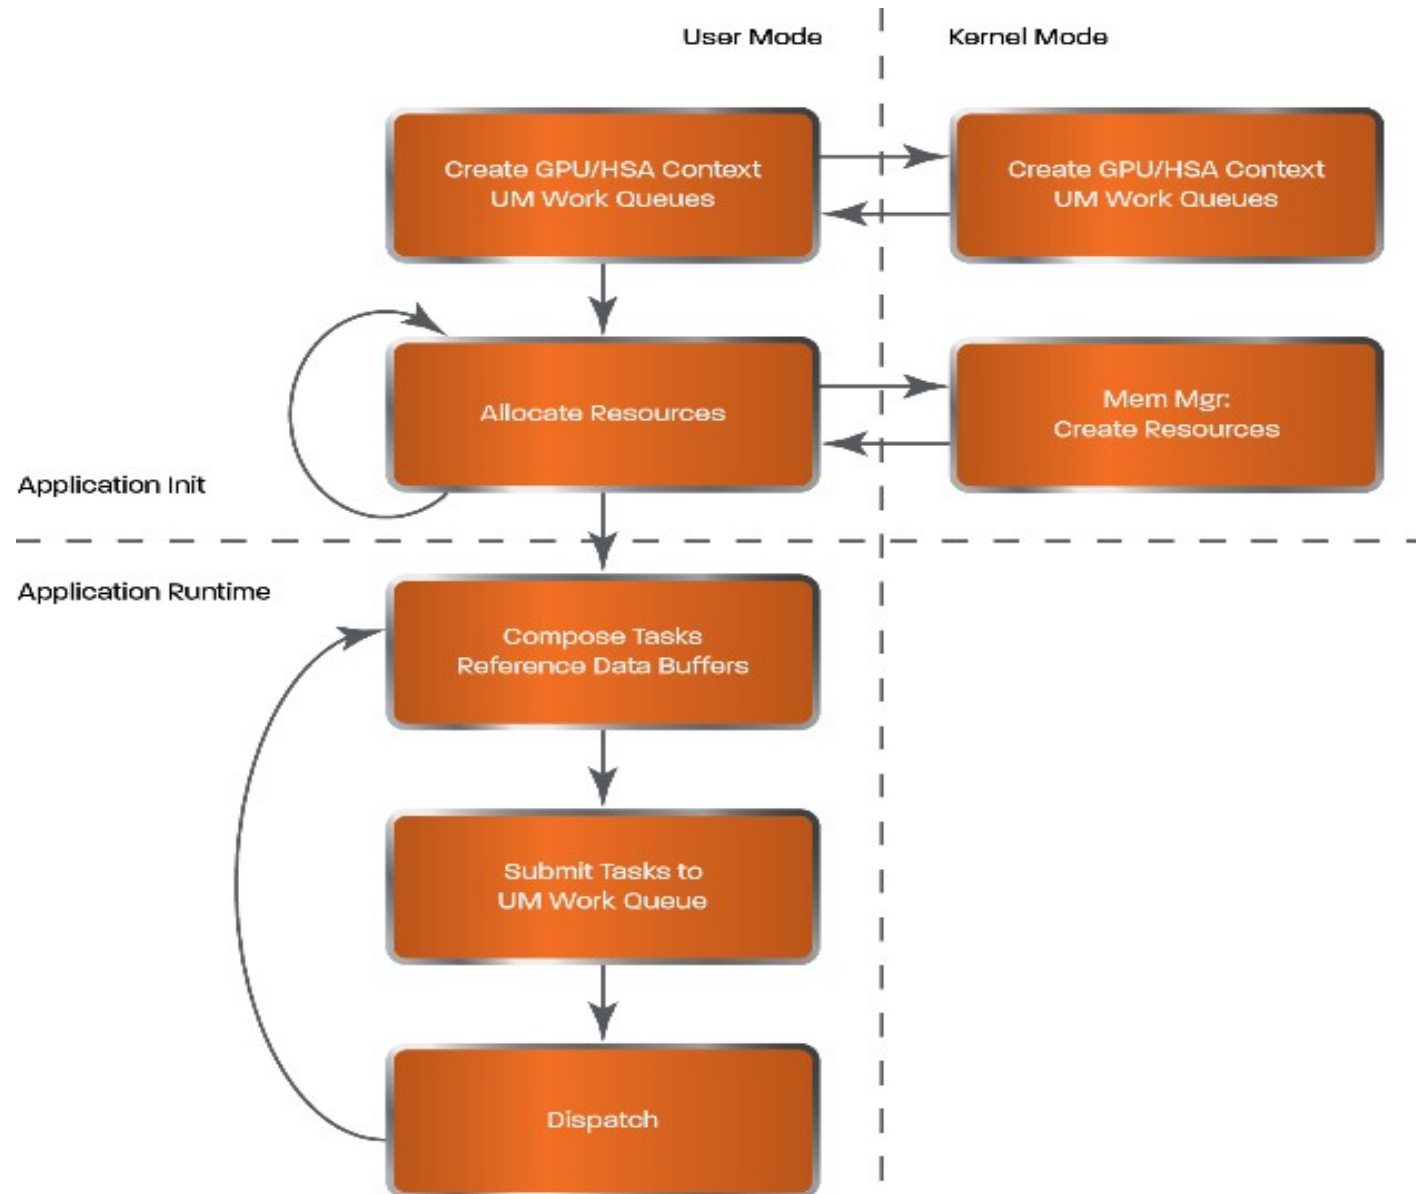 User Mode
Kernel Mode
Create GPU/HSA Context
UM Work Queues
Create GPU/HSA Context
UM Work Queues
Allocate Resources
Mem Mgr:
Create Resources
Application Init
Application Runtime
Compose Tasks
Reference Data Buffers
Submit Tasks to
UM Work Queue
Dispatch